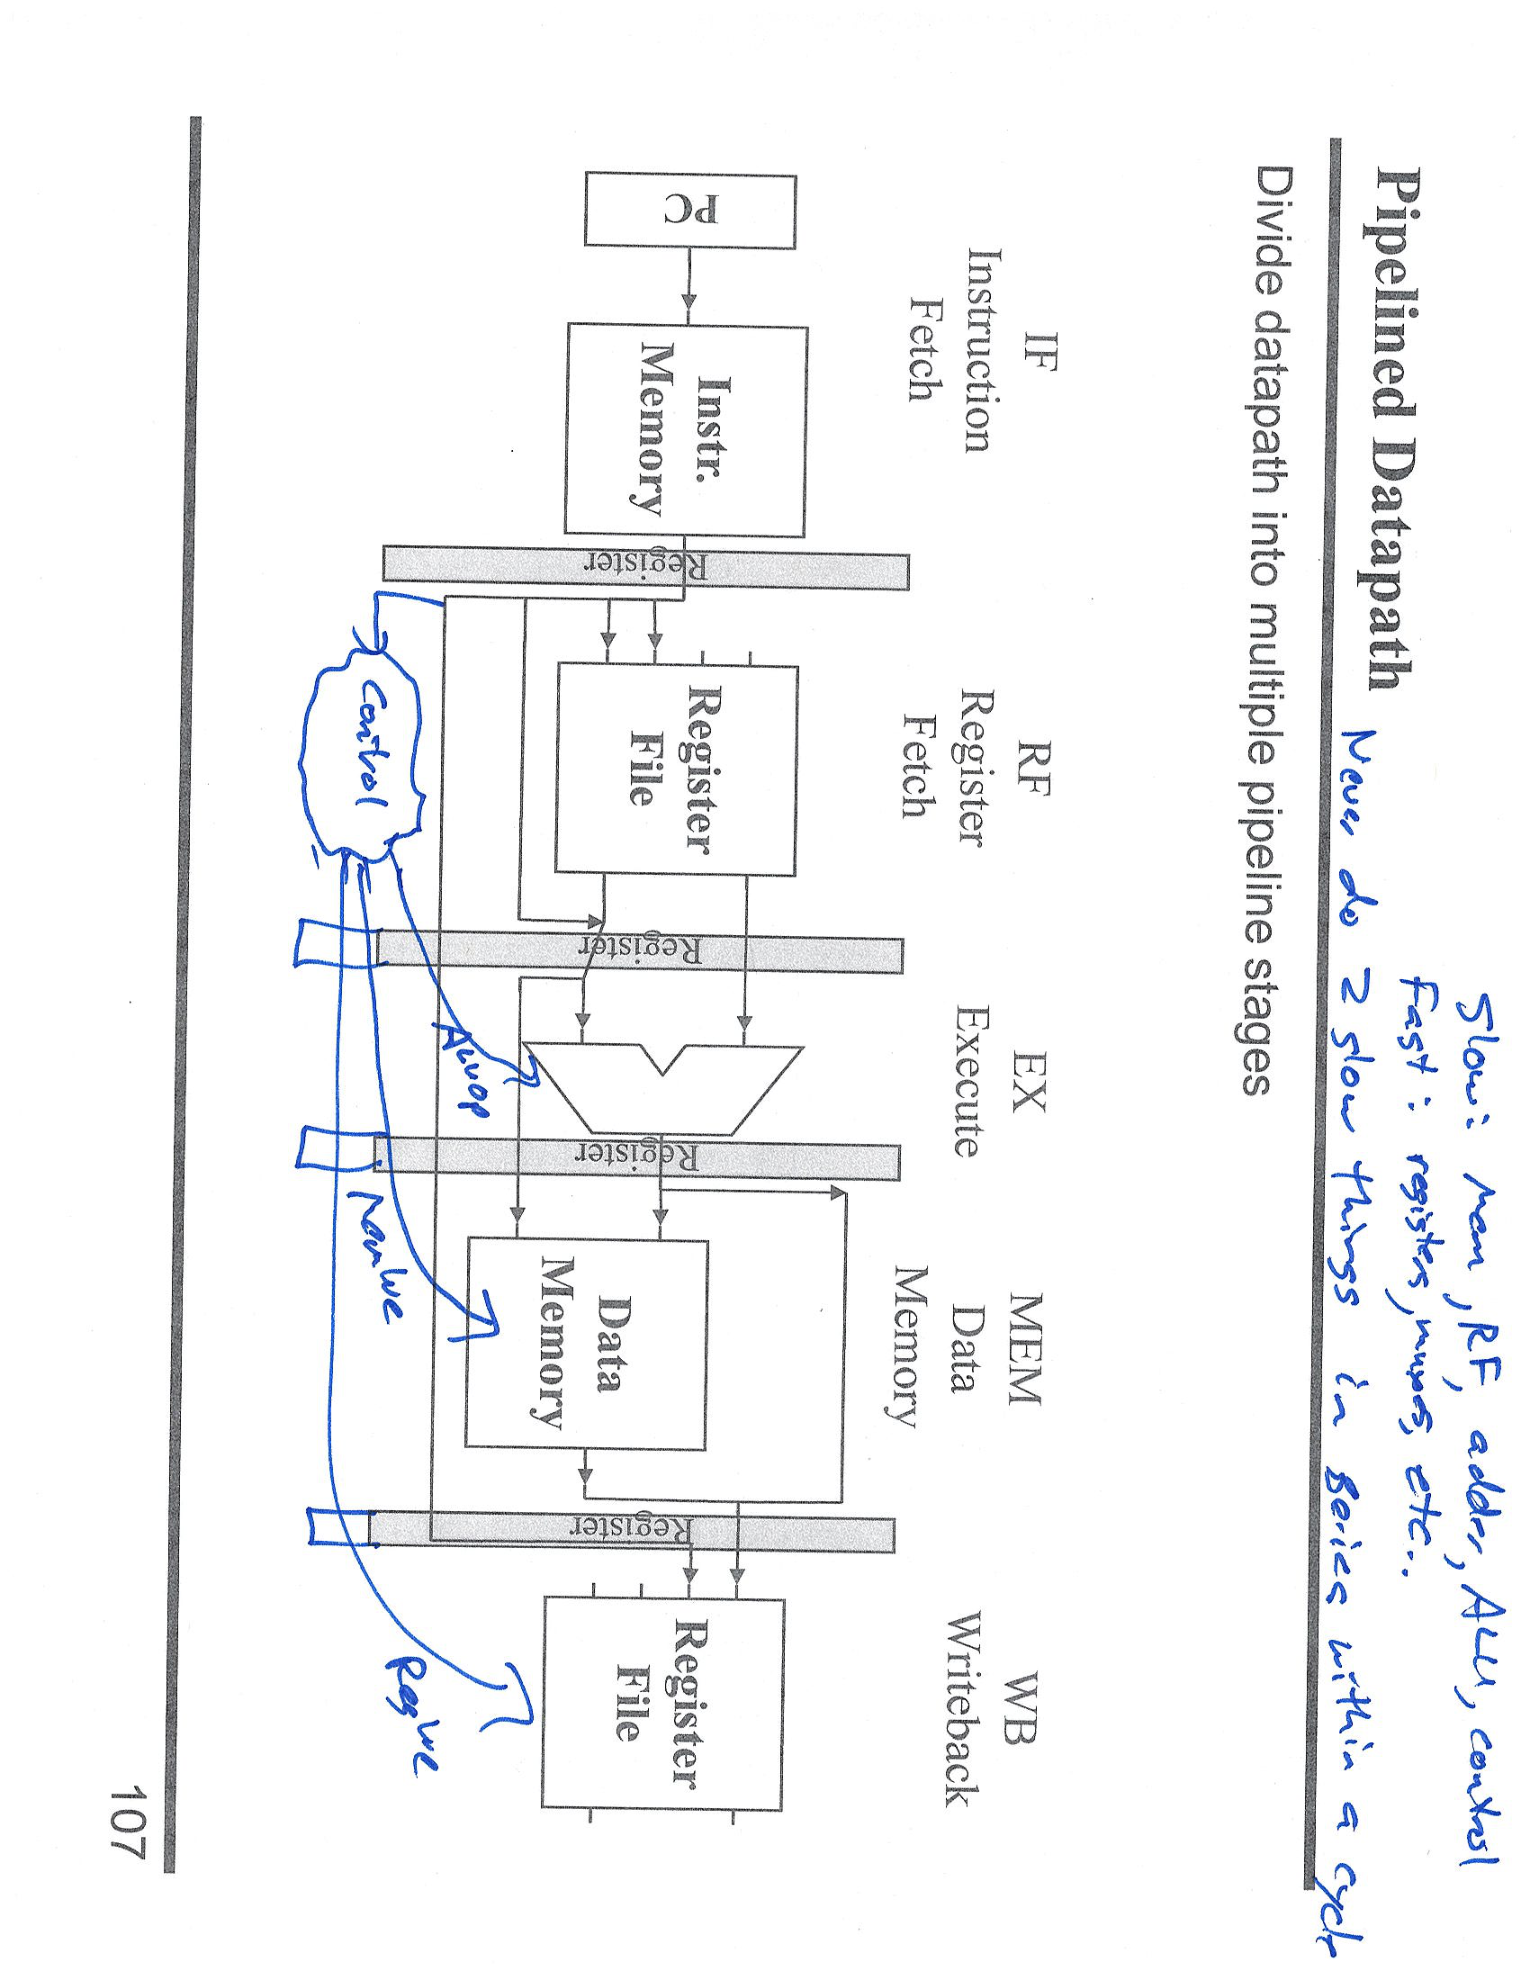 Slow: mem, RF, adder, ALU, control
Fast: registers, muxes, etc..
Pipelined Datapath Never do 2 slow things in series within a cycle
Divide datapath into multiple pipeline stages
IF
Instruction
Fetch
RF
Register
Fetch
EX
Execute
MEM
Data
Memory
WB
Writeback
PC
Instr.
Memory
Register
Register
File
Register
Register
Data
Memory
Register
Register
File
Control
ALUOP
MemWE
RegWE
107